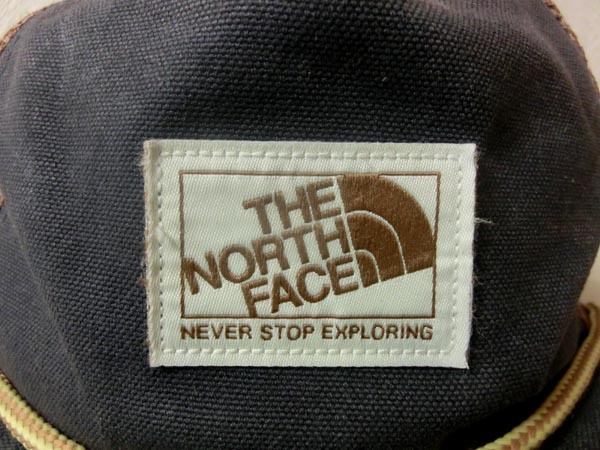 THE
NORTH
FACE
NEVER STOP EXPLORING